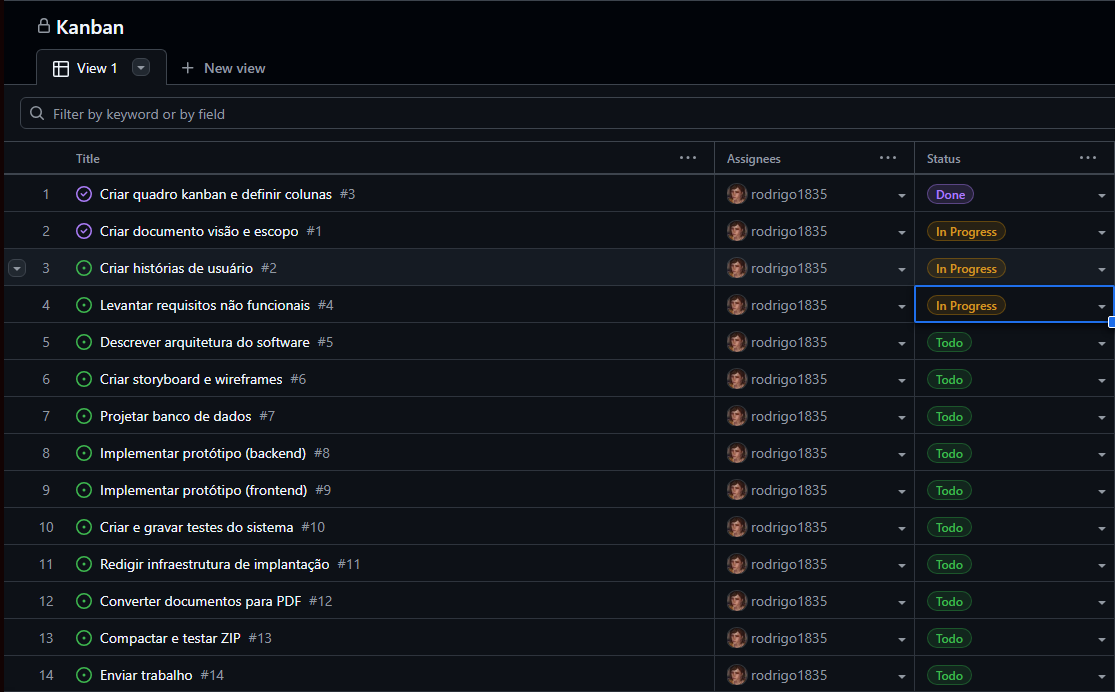 Kanban
View 1 New view
Filter by keyword or by field
Title Assignees Status
1 Criar quadro kanban e definir colunas #3 rodrigo1835 Done
2 Criar documento visão e escopo #1 rodrigo1835 In Progress
3 Criar histórias de usuário #2 rodrigo1835 In Progress
4 Levantar requisitos não funcionais #4 rodrigo1835 In Progress
5 Descrever arquitetura do software #5 rodrigo1835 Todo
6 Criar storyboard e wireframes #6 rodrigo1835 Todo
7 Projetar banco de dados #7 rodrigo1835 Todo
8 Implementar protótipo (backend) #8 rodrigo1835 Todo
9 Implementar protótipo (frontend) #9 rodrigo1835 Todo
10 Criar e gravar testes do sistema #10 rodrigo1835 Todo
11 Redigir infraestrutura de implantação #11 rodrigo1835 Todo
12 Converter documentos para PDF #12 rodrigo1835 Todo
13 Compactar e testar ZIP #13 rodrigo1835 Todo
14 Enviar trabalho #14 rodrigo1835 Todo